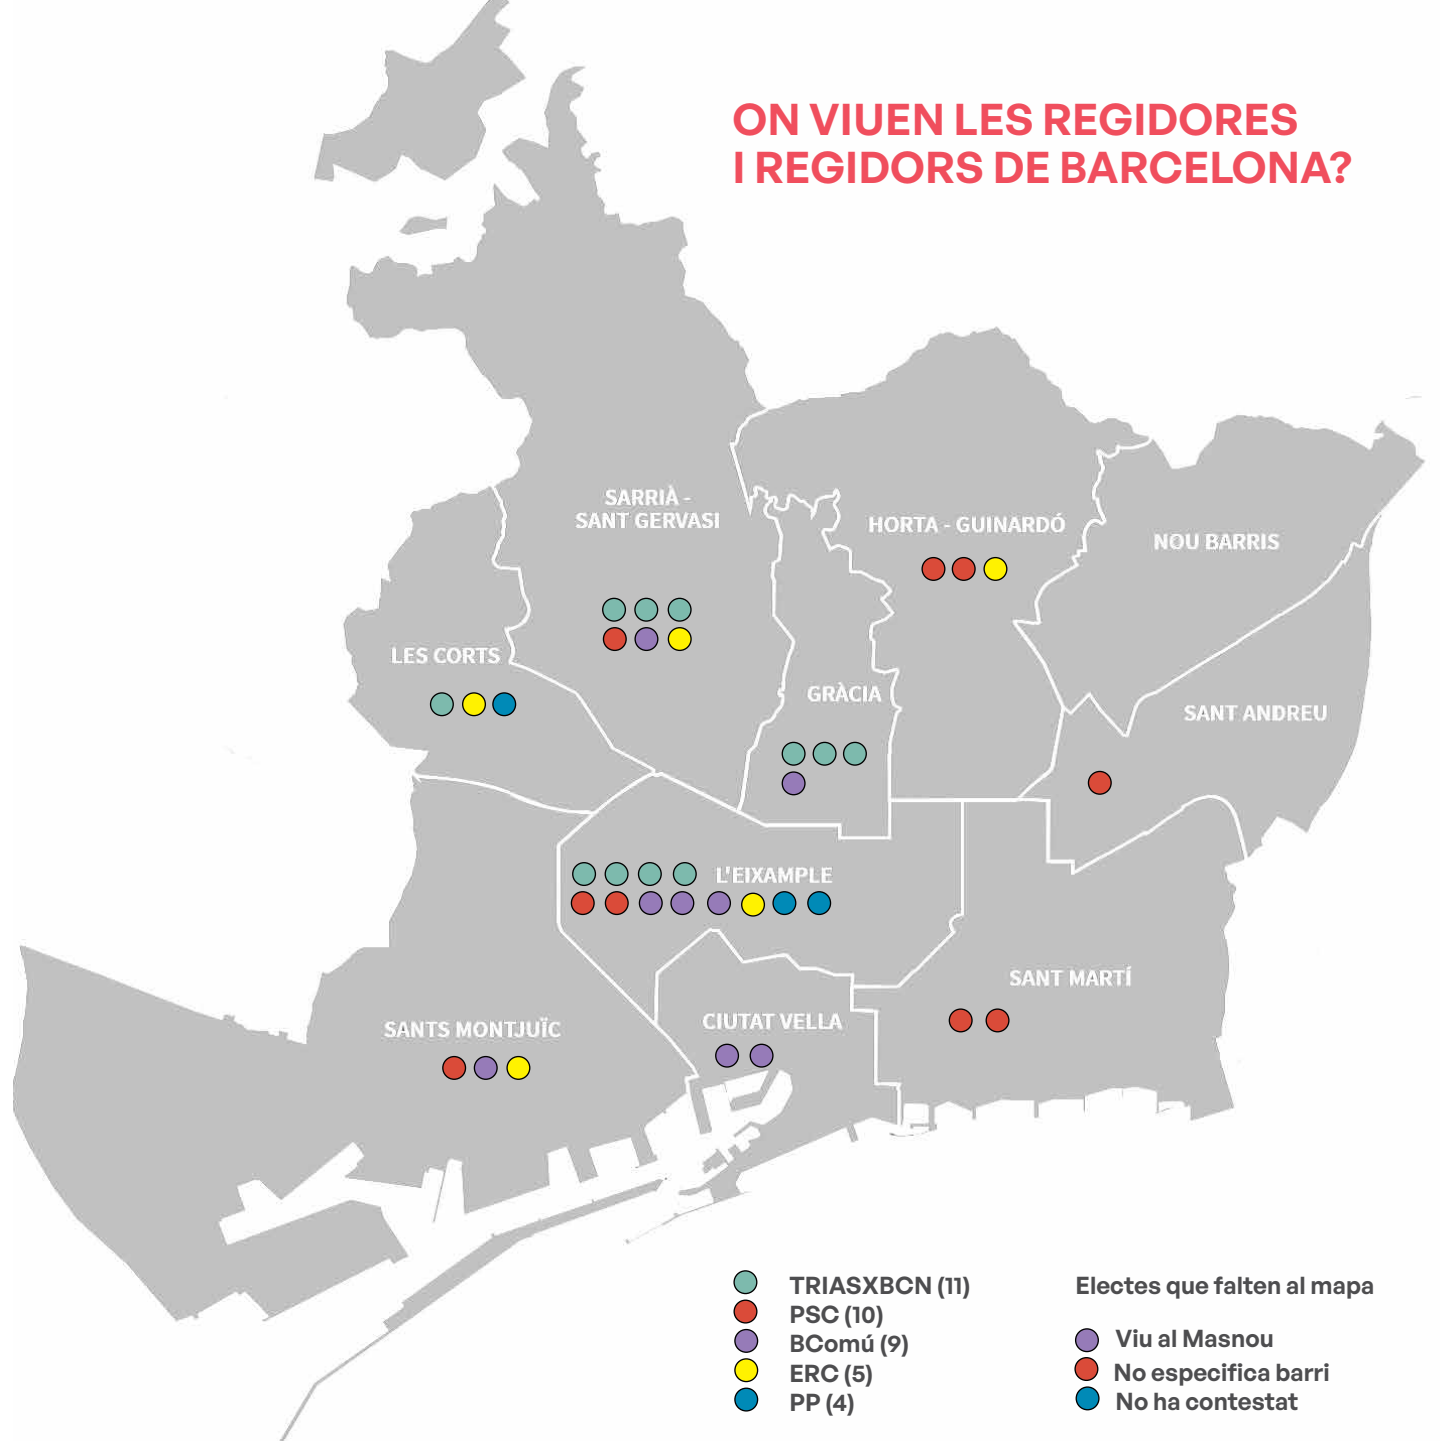 ON VIUEN LES REGIDORES
I REGIDORS DE BARCELONA?
SARRIÀ -
SANT GERVASI
HORTA - GUINARDÓ
NOU BARRIS
LES CORTS
GRÀCIA
SANT ANDREU
L'EIXAMPLE
SANT MARTÍ
CIUTAT VELLA
SANTS MONTJUÏC
TRIASXBCN (11)
PSC (10)
BComú (9)
ERC (5)
PP (4)
Electes que falten al mapa
Viu al Masnou
No especifica barri
No ha contestat